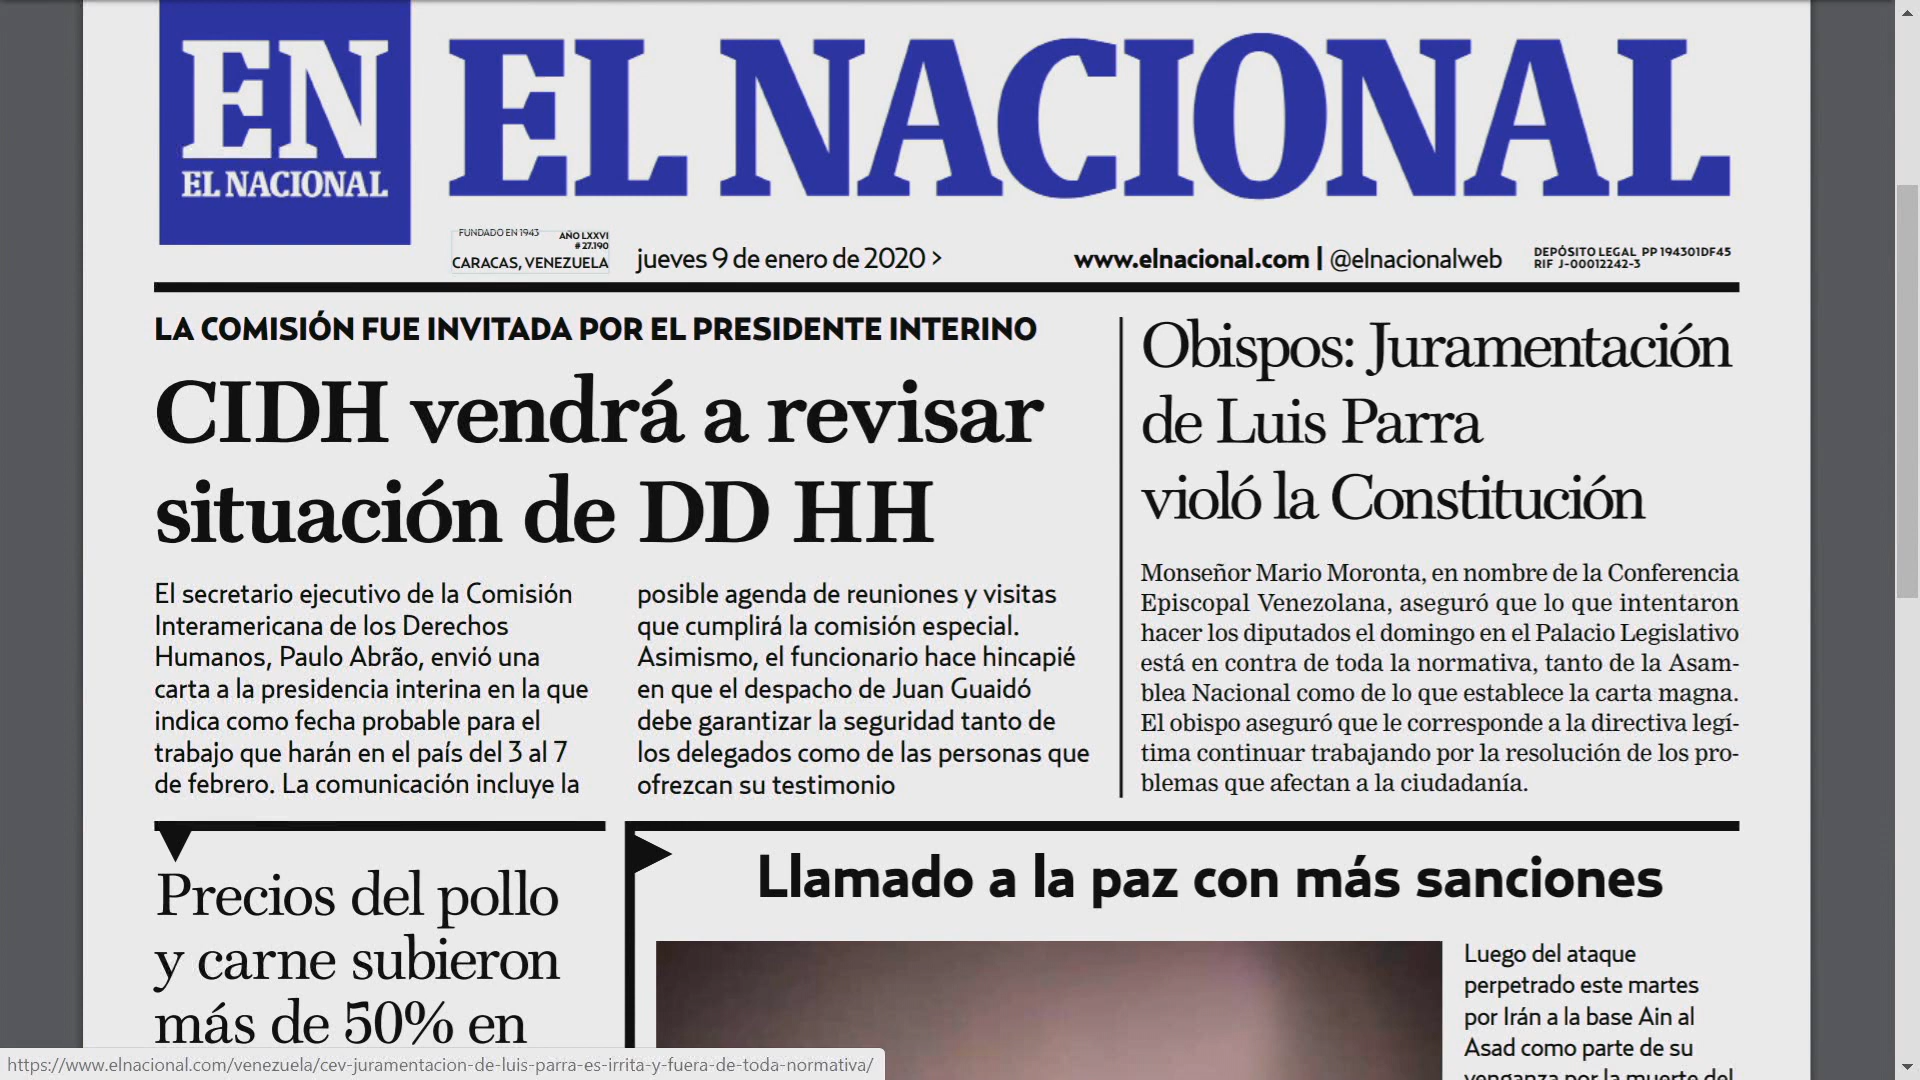 EN
EL NACIONAL
EL NACIONAL
FUNDADO EN 1943
AÑO LXXVI
# 27.190
CARACAS, VENEZUELA
jueves 9 de enero de 2020 >
www.elnacional.com | @elnacionalweb
DEPÓSITO LEGAL PP 194301DF45
RIF J-00012242-3
LA COMISIÓN FUE INVITADA POR EL PRESIDENTE INTERINO
CIDH vendrá a revisar
situación de DD HH
El secretario ejecutivo de la Comisión
Interamericana de los Derechos
Humanos, Paulo Abrão, envió una
carta a la presidencia interina en la que
indica como fecha probable para el
trabajo que harán en el país del 3 al 7
de febrero. La comunicación incluye la
posible agenda de reuniones y visitas
que cumplirá la comisión especial.
Asimismo, el funcionario hace hincapié
en que el despacho de Juan Guaidó
debe garantizar la seguridad tanto de
los delegados como de las personas que
ofrezcan su testimonio
Obispos: Juramentación
de Luis Parra
violó la Constitución
Monseñor Mario Moronta, en nombre de la Conferencia
Episcopal Venezolana, aseguró que lo que intentaron
hacer los diputados el domingo en el Palacio Legislativo
está en contra de toda la normativa, tanto de la Asam-
blea Nacional como de lo que establece la carta magna.
El obispo aseguró que le corresponde a la directiva legí-
tima continuar trabajando por la resolución de los pro-
blemas que afectan a la ciudadanía.
Precios del pollo
y carne subieron
más de 50% en
Llamado a la paz con más sanciones
Luego del ataque
perpetrado este martes
por Irán a la base Ain al
Asad como parte de su
venganza por la muerte del
https://www.elnacional.com/venezuela/cev-juramentacion-de-luis-parra-es-irrita-y-fuera-de-toda-normativa/